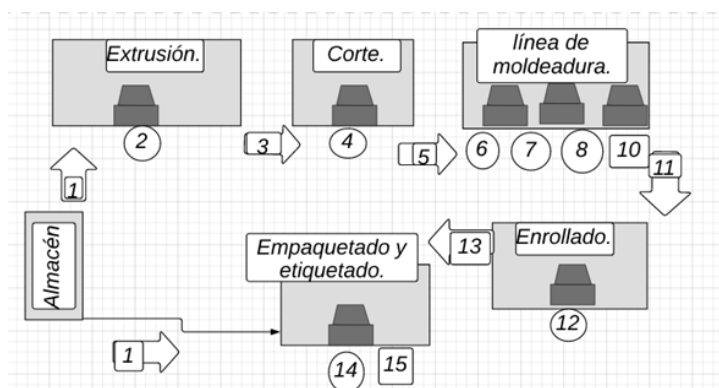 Extrusión.
Corte.
línea de
moldeadura.
2
3
4
5
6
7
8
10
11
1
Almacén
Empaquetado y
etiquetado.
13
Enrollado.
12
1
14
15